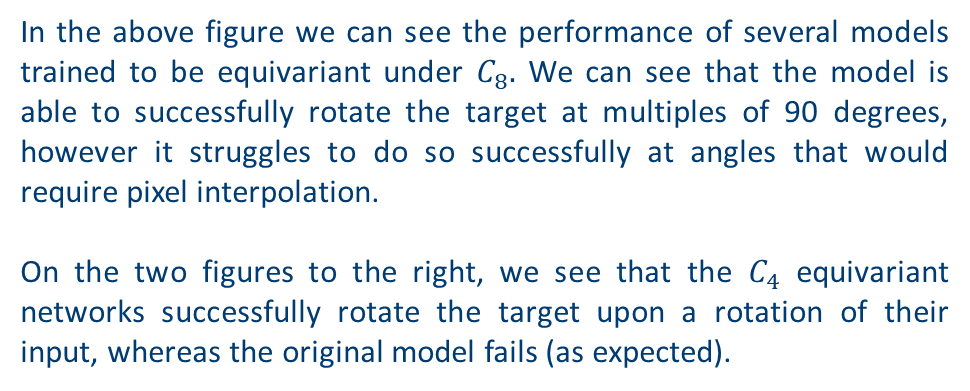 In the above figure we can see the performance of several models
trained to be equivariant under C₈. We can see that the model is
able to successfully rotate the target at multiples of 90 degrees,
however it struggles to do so successfully at angles that would
require pixel interpolation.
On the two figures to the right, we see that the C₄ equivariant
networks successfully rotate the target upon a rotation of their
input, whereas the original model fails (as expected).